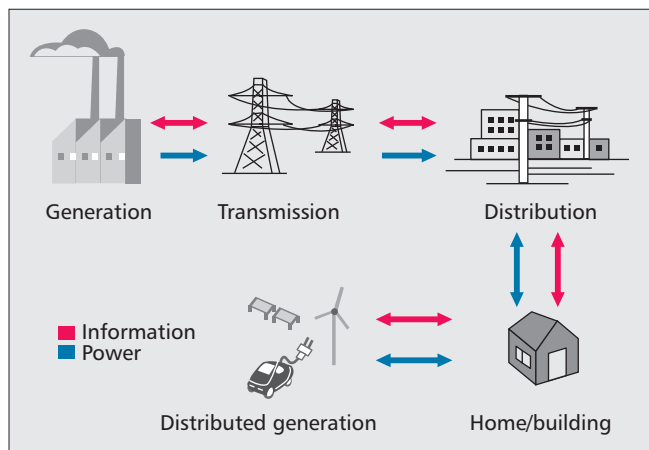 Generation
Transmission
Distribution
Information
Power
Distributed generation
Home/building